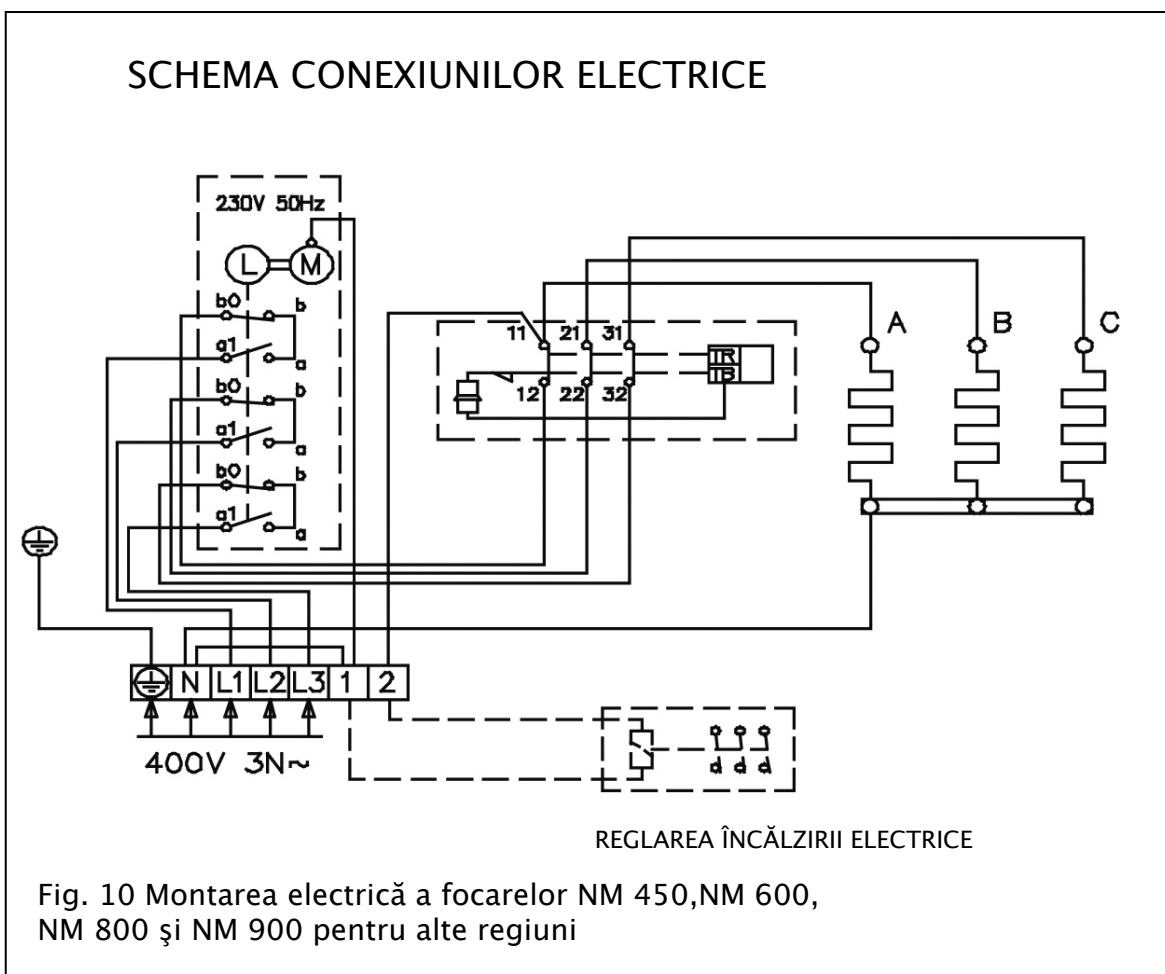 SCHEMA CONEXIUNILOR ELECTRICE
230V 50Hz
L M
b0 b
a1 a
b0 b
a1 a
b0 b
a1 a
11 21 31
TR
TB
12 22 32
A B C
N L1 L2 L3 1 2
400V 3N~
REGLAREA ÎNCĂLZIRII ELECTRICE
Fig. 10 Montarea electrică a focarelor NM 450,NM 600,
NM 800 şi NM 900 pentru alte regiuni